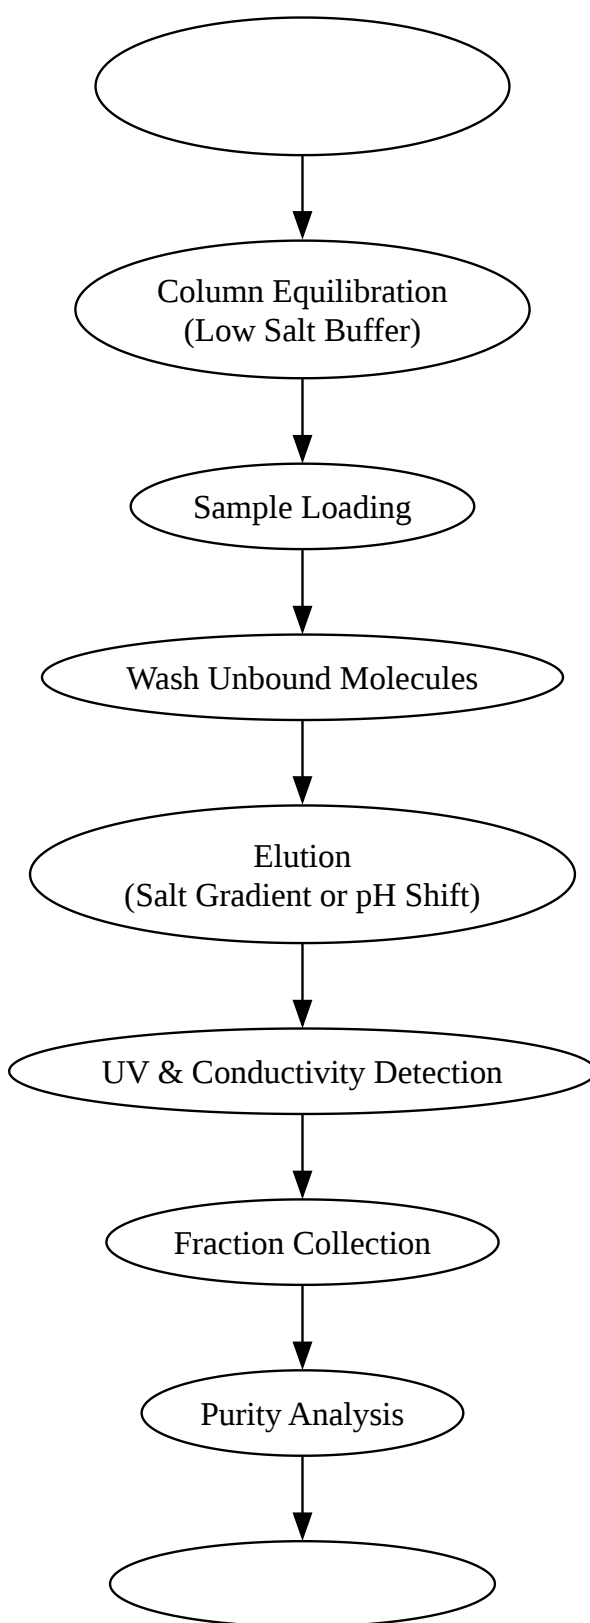 Column Equilibration
(Low Salt Buffer)
Sample Loading
Wash Unbound Molecules
Elution
(Salt Gradient or pH Shift)
UV & Conductivity Detection
Fraction Collection
Purity Analysis